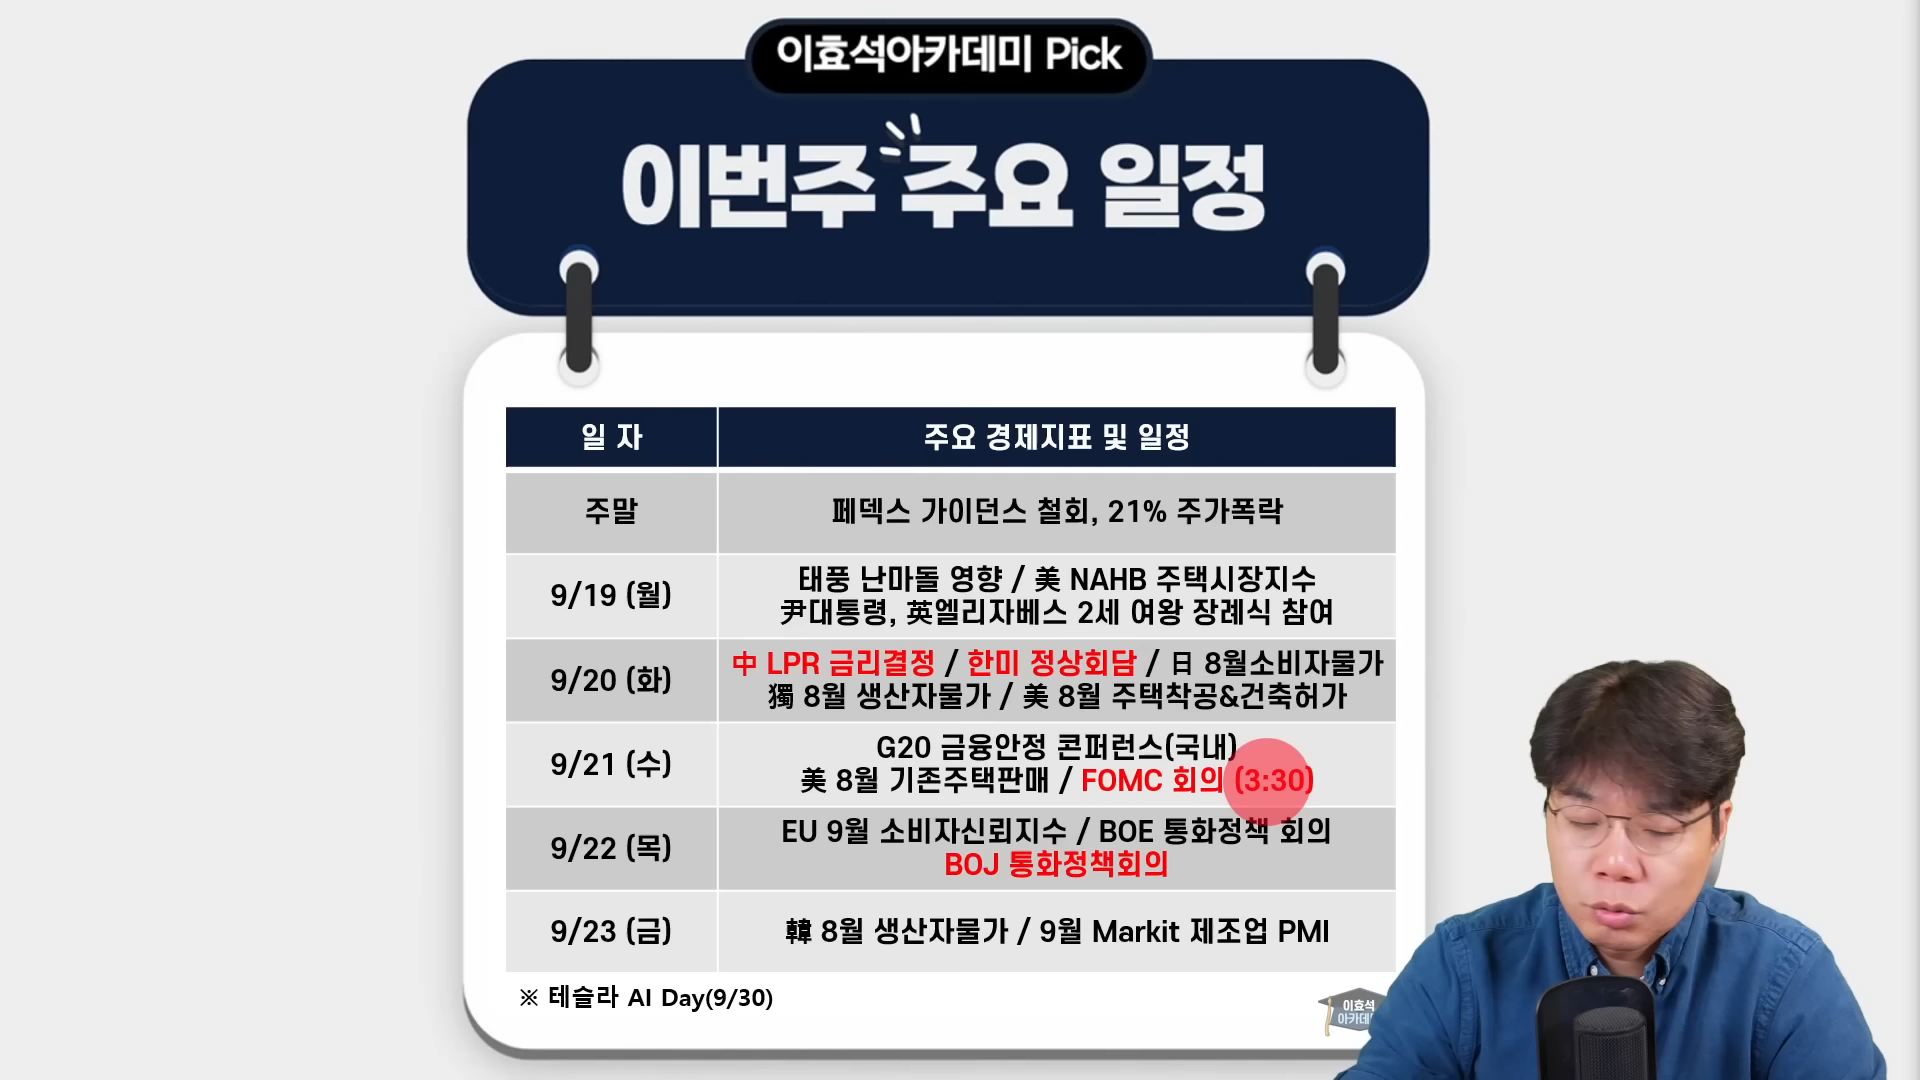 이효석아카데미 Pick
이번주 주요 일정
일 자
주요 경제지표 및 일정
주말
페덱스 가이던스 철회, 21% 주가폭락
9/19 (월)
태풍 난마돌 영향 / 美 NAHB 주택시장지수
尹대통령, 英엘리자베스 2세 여왕 장례식 참여
9/20 (화)
中 LPR 금리결정 / 한미 정상회담 / 日 8월소비자물가
獨 8월 생산자물가 / 美 8월 주택착공&건축허가
9/21 (수)
G20 금융안정 콘퍼런스(국내)
美 8월 기존주택판매 / FOMC 회의 (3:30)
9/22 (목)
EU 9월 소비자신뢰지수 / BOE 통화정책 회의
BOJ 통화정책회의
9/23 (금)
韓 8월 생산자물가 / 9월 Markit 제조업 PMI
※ 테슬라 AI Day(9/30)
이효석